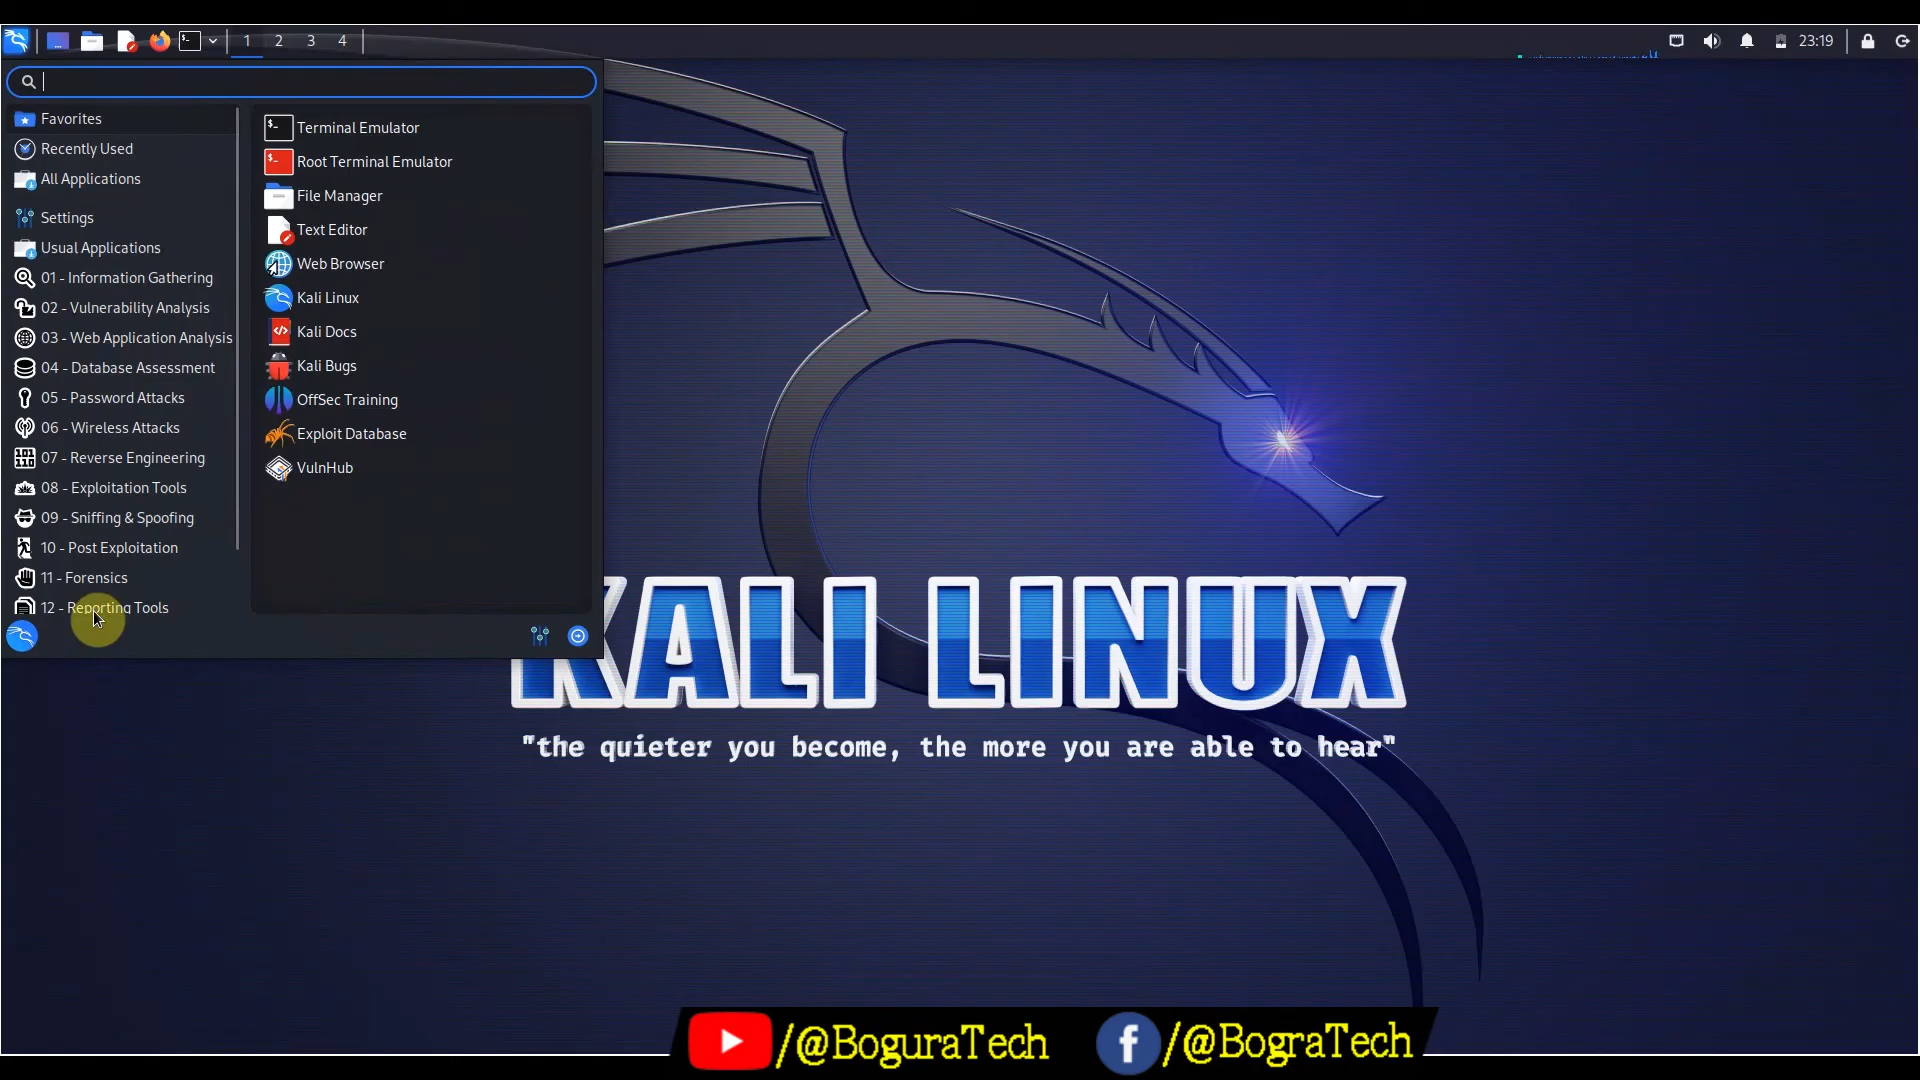 1 2 3 4
23:19
Favorites
Recently Used
All Applications
Settings
Usual Applications
01 - Information Gathering
02 - Vulnerability Analysis
03 - Web Application Analysis
04 - Database Assessment
05 - Password Attacks
06 - Wireless Attacks
07 - Reverse Engineering
08 - Exploitation Tools
09 - Sniffing & Spoofing
10 - Post Exploitation
11 - Forensics
12 - Reporting Tools
Terminal Emulator
Root Terminal Emulator
File Manager
Text Editor
Web Browser
Kali Linux
Kali Docs
Kali Bugs
OffSec Training
Exploit Database
VulnHub
KALI LINUX
"the quieter you become, the more you are able to hear"
/@BoguraTech
/@BograTech